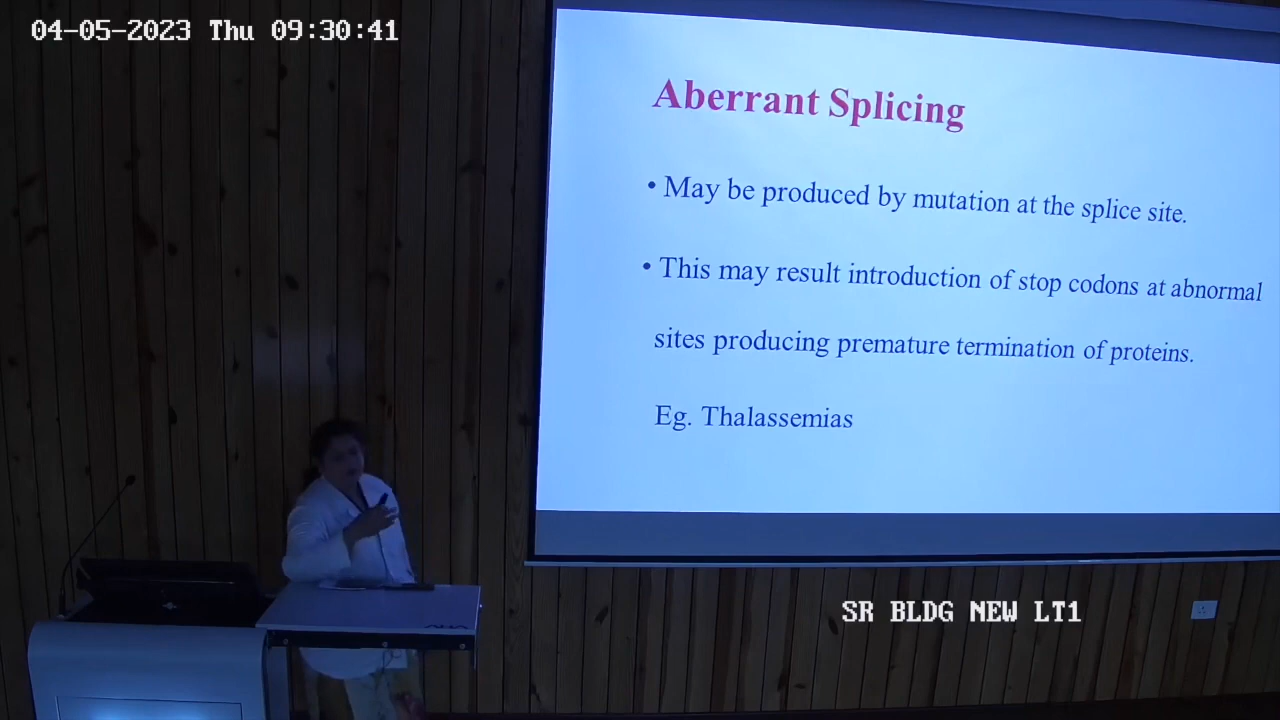 04-05-2023 Thu 09:30:41
Aberrant Splicing
• May be produced by mutation at the splice site.
• This may result introduction of stop codons at abnormal
sites producing premature termination of proteins.
Eg. Thalassemias
SR BLDG NEW LT1